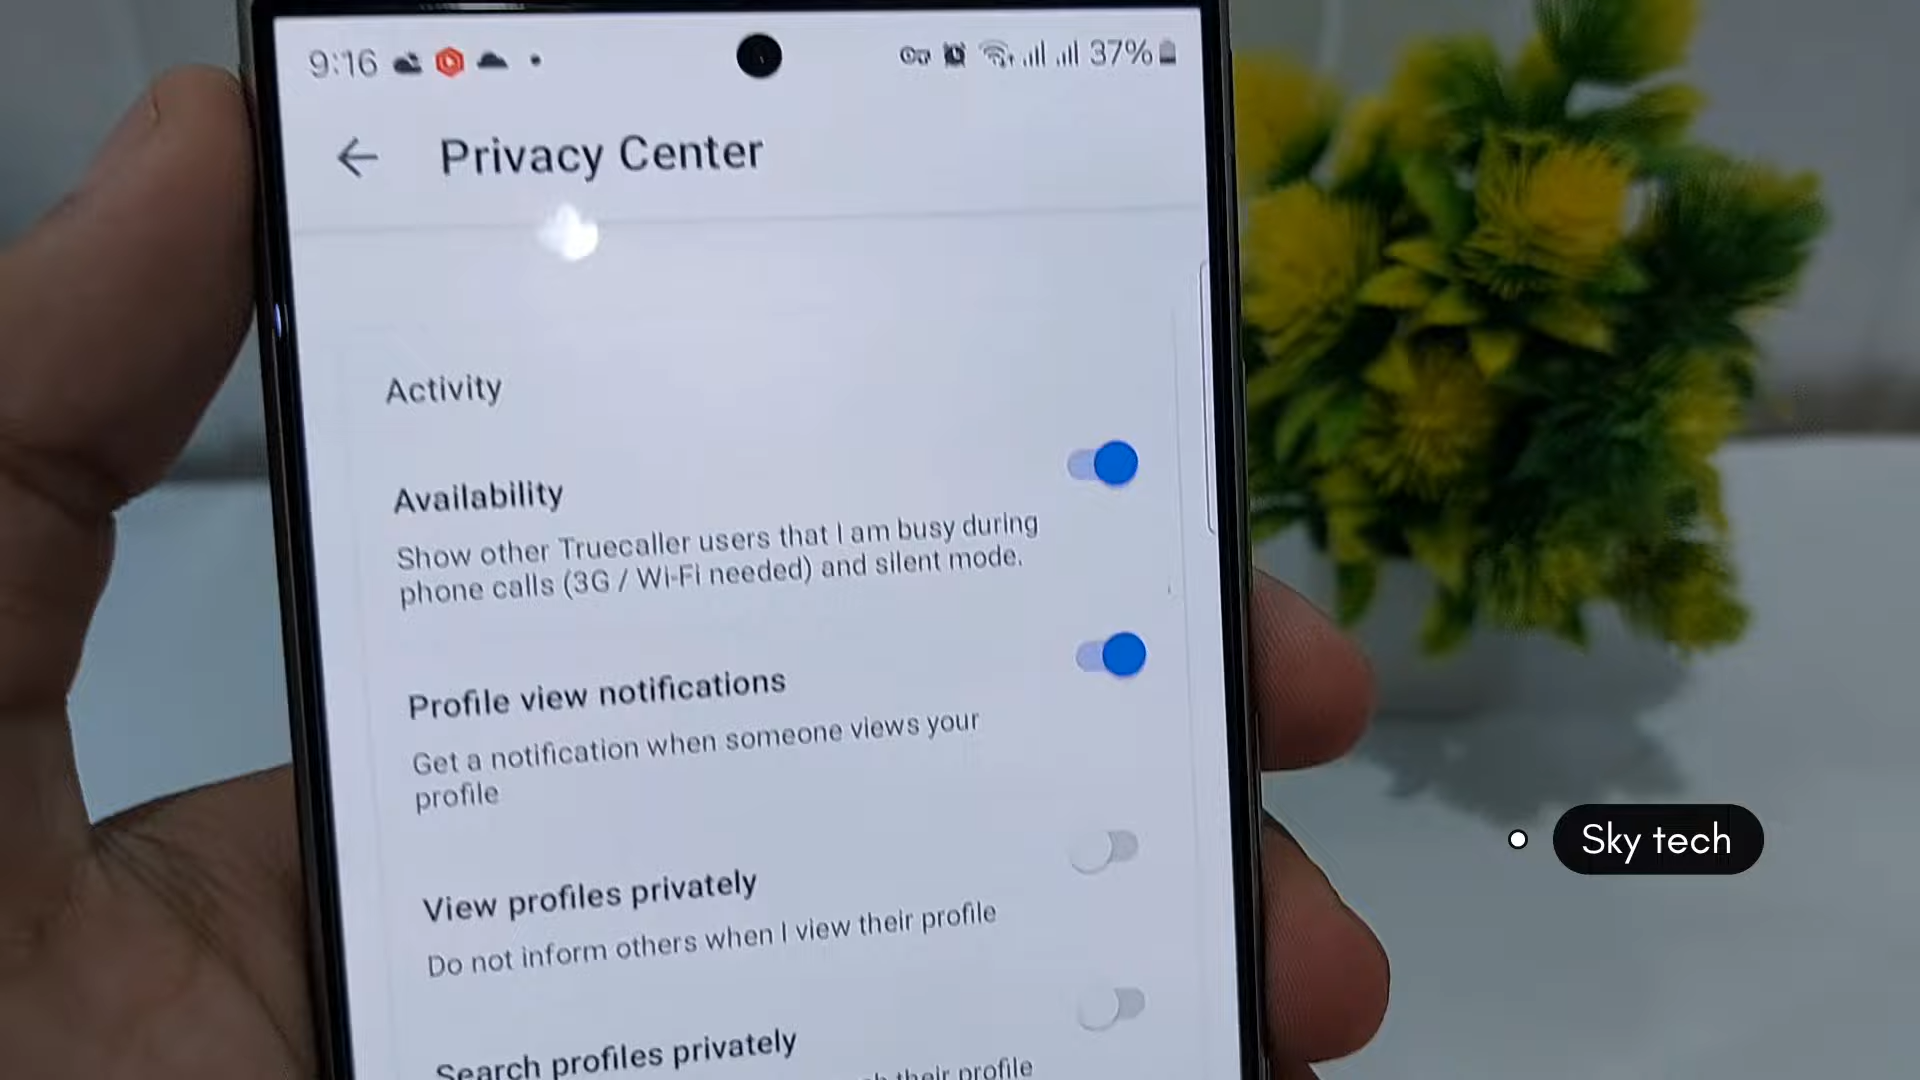 9:16 37%
Privacy Center
Activity
Availability
Show other Truecaller users that I am busy during
phone calls (3G / Wi-Fi needed) and silent mode.
Profile view notifications
Get a notification when someone views your
profile
View profiles privately
Do not inform others when I view their profile
Search profiles privately
their profile
Sky tech